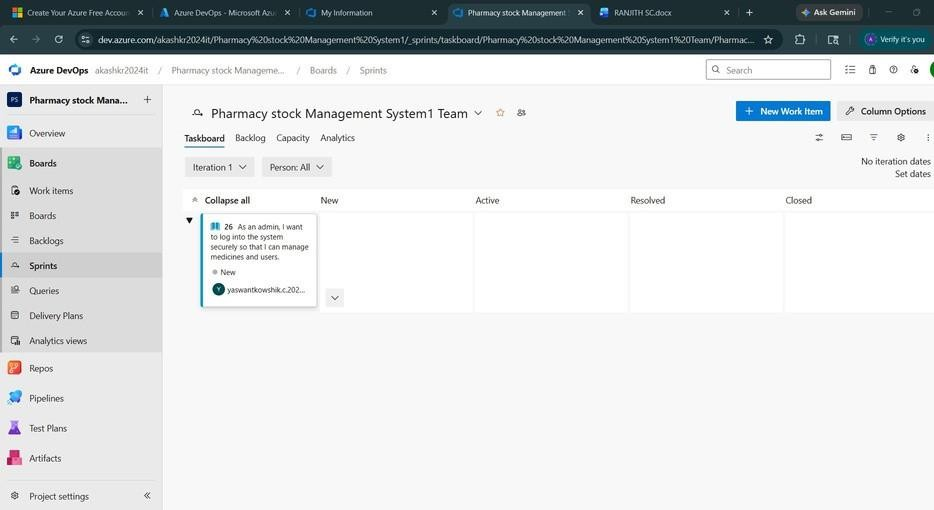 Create Your Azure Free Accoun
Azure DevOps - Microsoft Azu
My Information
Pharmacy stock Management S
RANJITH SC.docx
Ask Gemini
dev.azure.com/akashkr2024it/Pharmacy%20stock%20Management%20System1/_sprints/taskboard/Pharmacy%20stock%20Management%20System1%20Team/Pharmac...
Verify it's you
Azure DevOps akashkr2024it / Pharmacy stock Manageme... / Boards / Sprints
Search
PS Pharmacy stock Mana...
Overview
Boards
Work items
Boards
Backlogs
Sprints
Queries
Delivery Plans
Analytics views
Repos
Pipelines
Test Plans
Artifacts
Project settings
Pharmacy stock Management System1 Team
New Work Item
Column Options
Taskboard Backlog Capacity Analytics
Iteration 1
Person: All
No iteration dates
Set dates
Collapse all New Active Resolved Closed
26 As an admin, I want
to log into the system
securely so that I can manage
medicines and users.
New
Y yaswantkowshik.c.202...